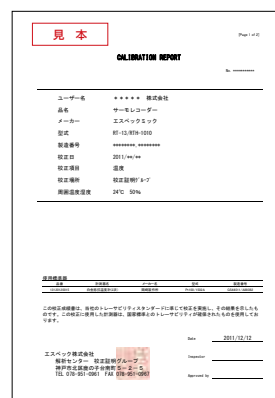 見本
[Page 1 of 2]
CALIBRATION REPORT
No. ***********
ユーザー名 ＊＊＊＊＊ 株式会社
品名 サーモレコーダー
メーカー エスペックミック
型式 RT-13/RTH-1010
製造番号 ********, ********
校正日 2011/**/**
校正項目 温度
校正場所 校正証明グループ
周囲温度湿度 24℃ 50%
使用標準器
この校正成績書は、当社のトレーサビリティスタンダードに準じて校正を実施し、その結果を示したも
のです。この校正に使用した計測器は、国家標準とのトレーサビリティが確保されたものを使用してお
ります。
Date 2011/12/12
エスペック株式会社
解析センター 校正証明グループ
神戸市北区鹿の子台南町５－２－５
TEL 078-951-0961 FAX 078-951-0967
Inspector
Approved by